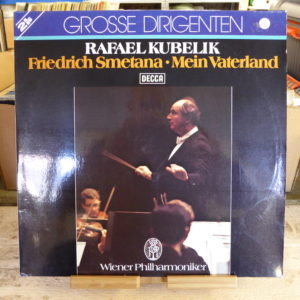 GROSSE DIRIGENTEN
RAFAEL KUBELIK
Friedrich Smetana · Mein Vaterland
DECCA
Wiener Philharmoniker